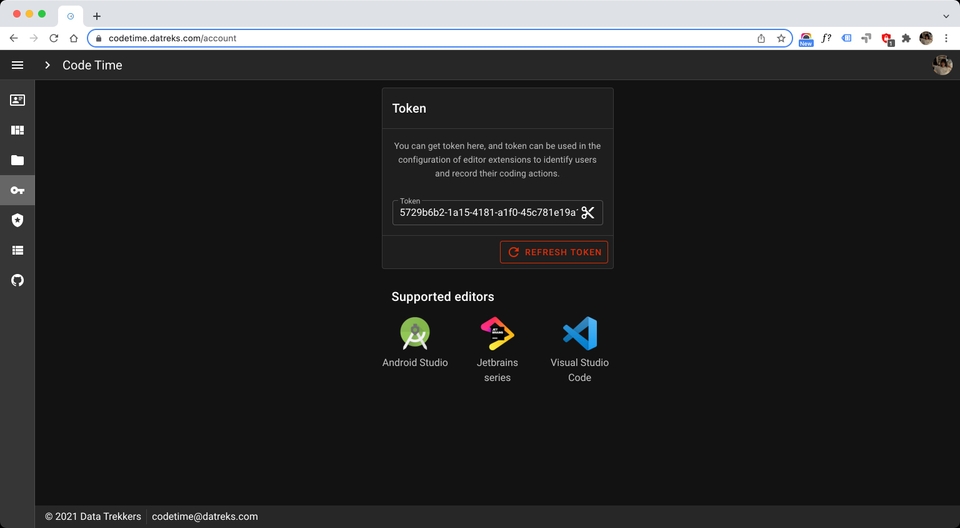 codetime.datreks.com/account
New
f?
1
Code Time
Token
You can get token here, and token can be used in the
configuration of editor extensions to identify users
and record their coding actions.
Token
5729b6b2-1a15-4181-a1f0-45c781e19a
REFRESH TOKEN
Supported editors
Android Studio
Jetbrains
series
Visual Studio
Code
© 2021 Data Trekkers
codetime@datreks.com